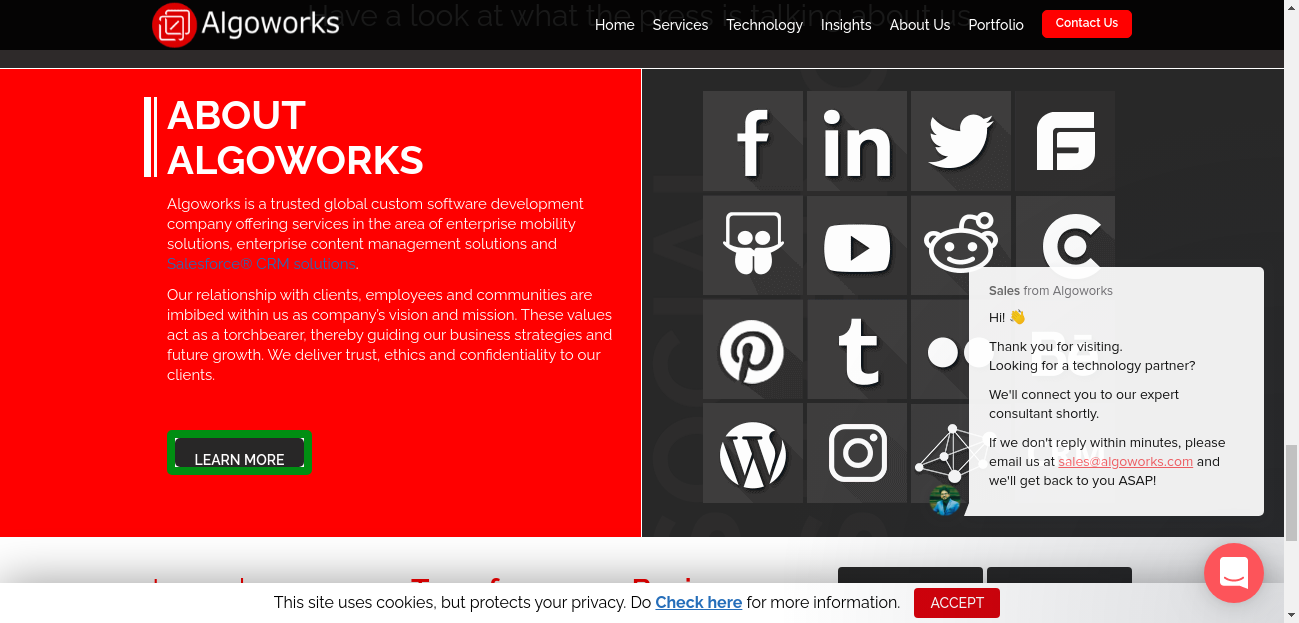 Have a look at what the press is talking about us
Algoworks
Home Services Technology Insights About Us Portfolio Contact Us
ABOUT
ALGOWORKS
Algoworks is a trusted global custom software development
company offering services in the area of enterprise mobility
solutions, enterprise content management solutions and
Salesforce® CRM solutions.
Our relationship with clients, employees and communities are
imbibed within us as company's vision and mission. These values
act as a torchbearer, thereby guiding our business strategies and
future growth. We deliver trust, ethics and confidentiality to our
clients.
LEARN MORE
Sales from Algoworks
Hi!
Thank you for visiting.
Looking for a technology partner?
We'll connect you to our expert
consultant shortly.
If we don't reply within minutes, please
email us at sales@algoworks.com and
we'll get back to you ASAP!
This site uses cookies, but protects your privacy. Do Check here for more information. ACCEPT